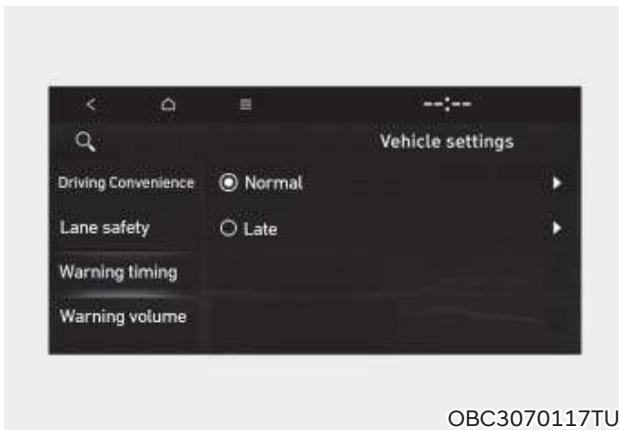 --:--
Vehicle settings
Driving Convenience
Normal
Lane safety
Late
Warning timing
Warning volume
OBC3070117TU